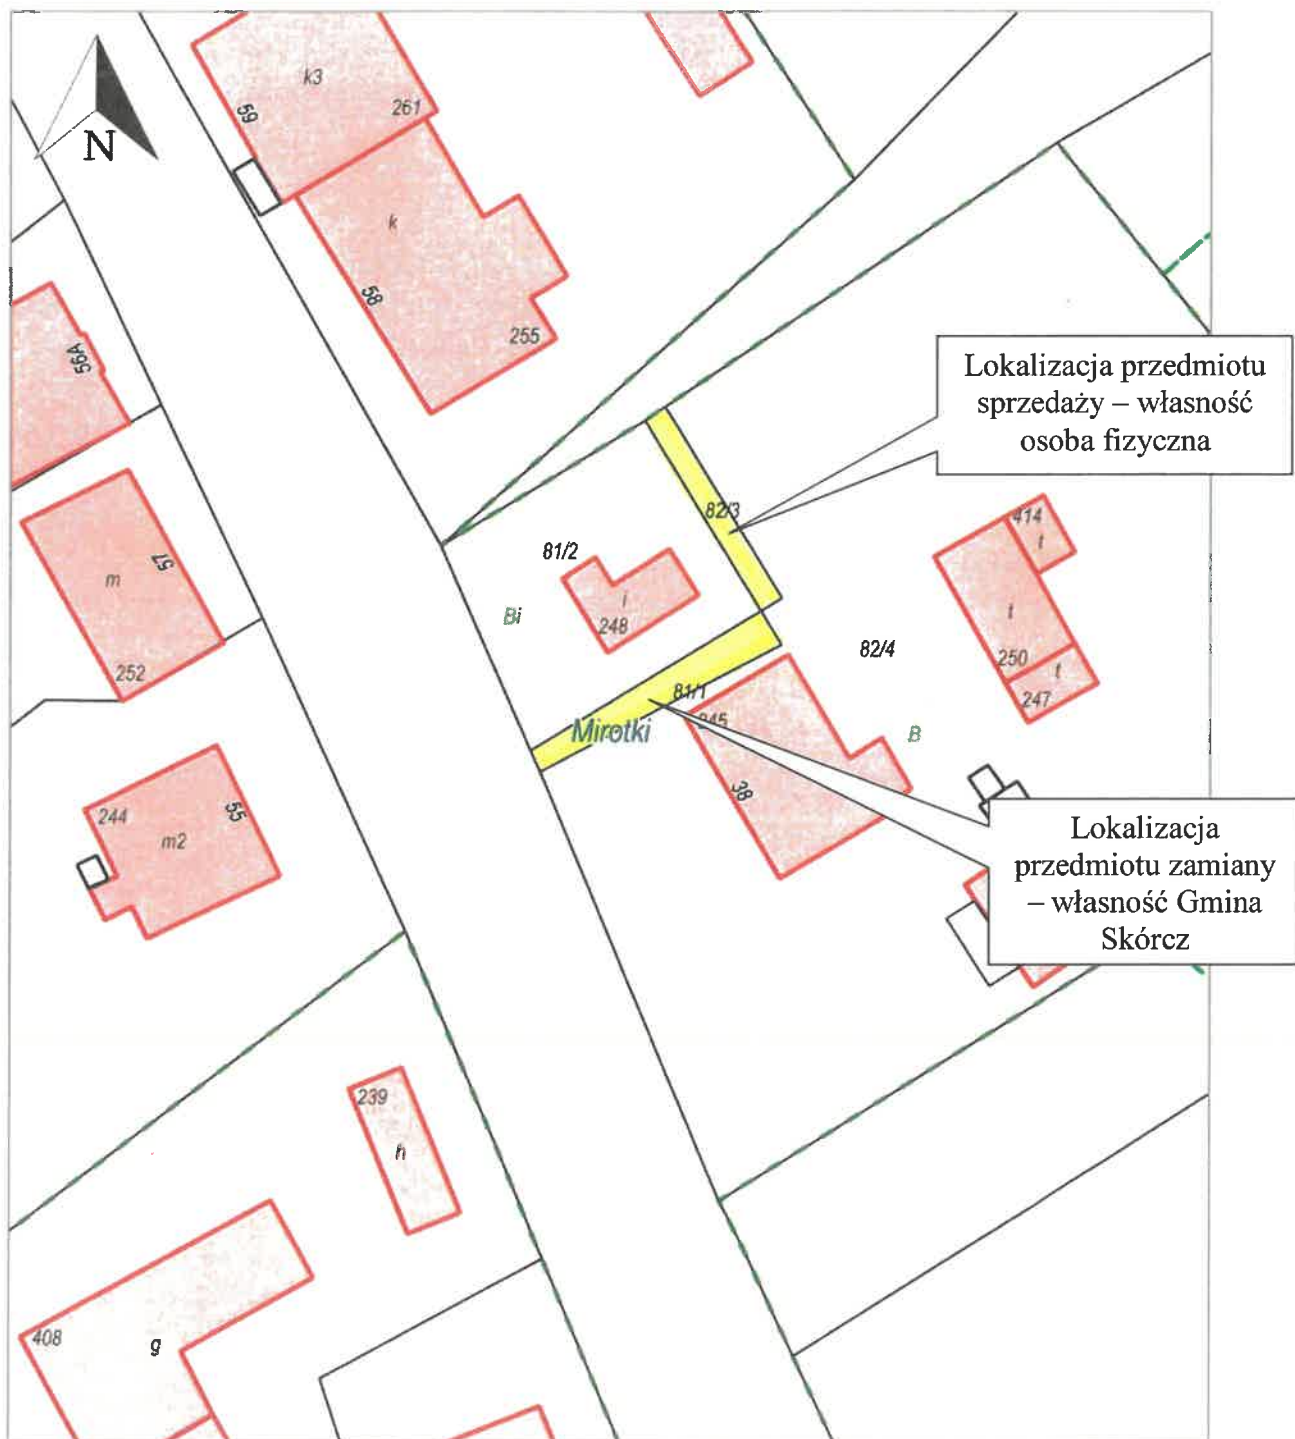 k3
59
261
N
k
58
255
56A
Lokalizacja przedmiotu
sprzedaży – własność
osoba fizyczna
82/3
414
t
81/2
m
57
i
Bi
248
t
82/4
250
252
t
81/1
247
245
Mirotki
B
38
244
55
m2
Lokalizacja
przedmiotu zamiany
– własność Gmina
Skórcz
239
h
408
g